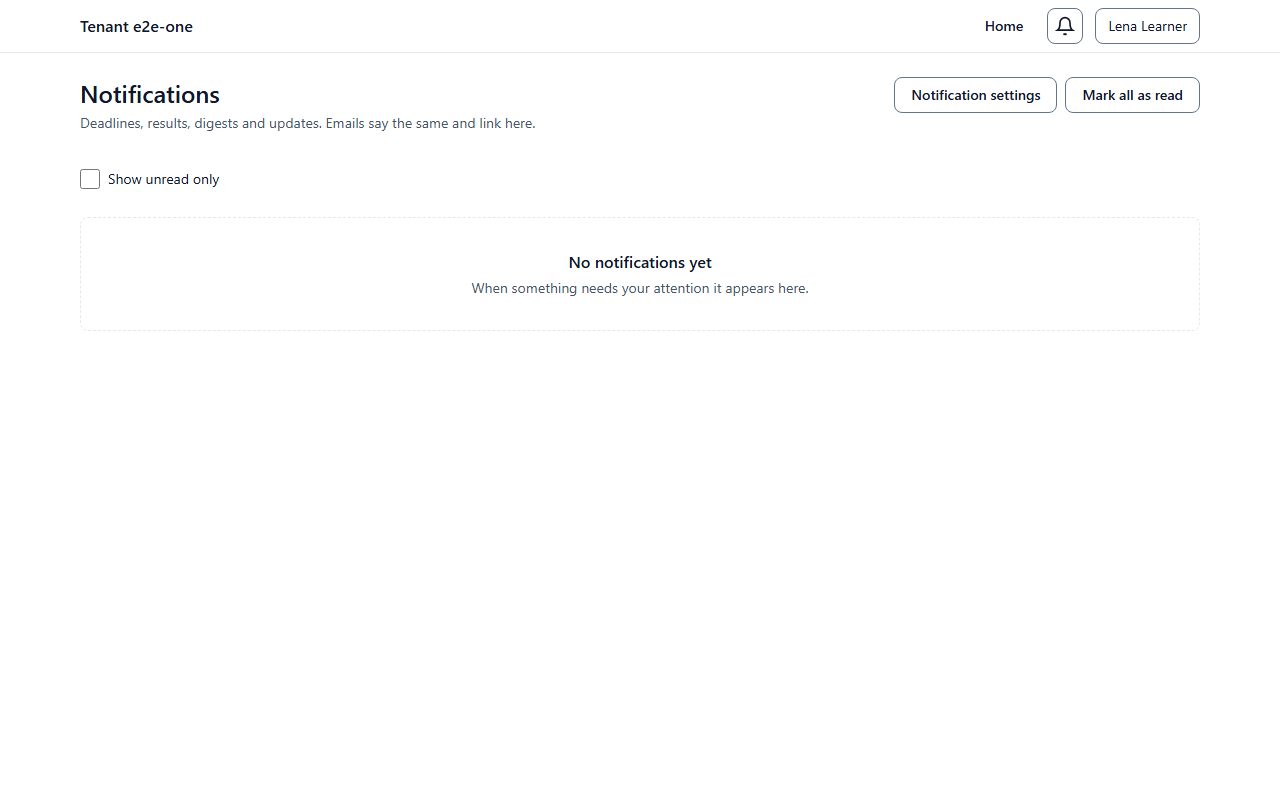 Tenant e2e-one
Home
Lena Learner
Notifications
Notification settings
Mark all as read
Deadlines, results, digests and updates. Emails say the same and link here.
Show unread only
No notifications yet
When something needs your attention it appears here.